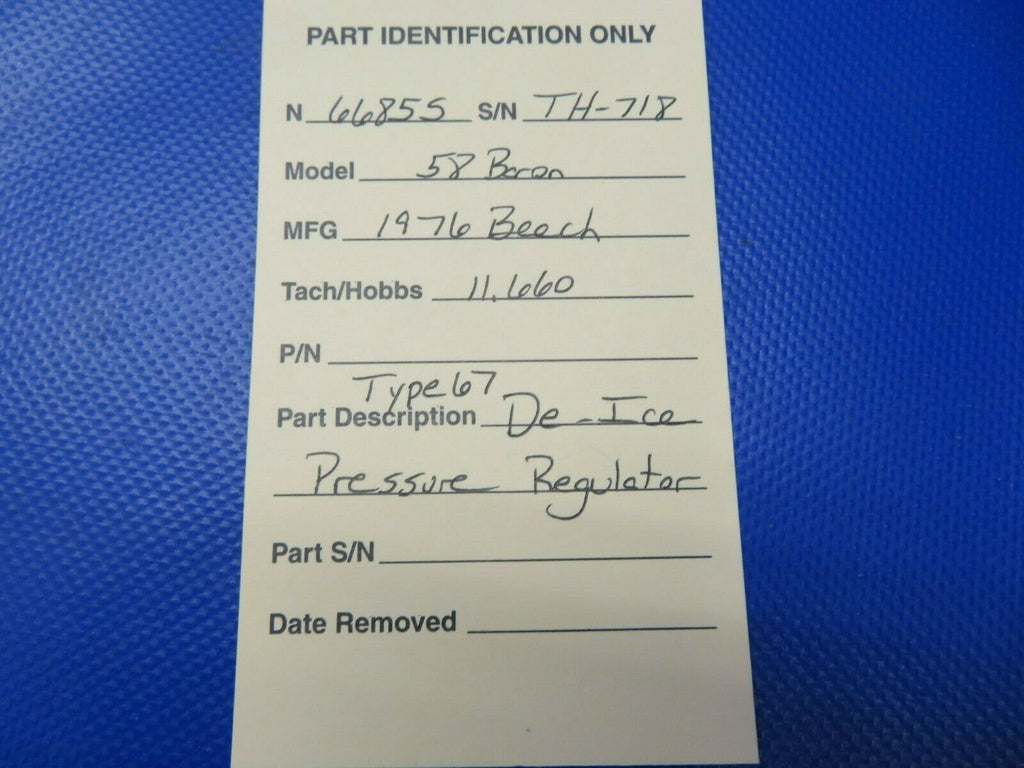 PART IDENTIFICATION ONLY
N 6685S S/N TH-718
Model 58 Baron
MFG 1976 Beech
Tach/Hobbs 11,660
P/N
Type 67
Part Description De-Ice
Pressure Regulator
Part S/N
Date Removed